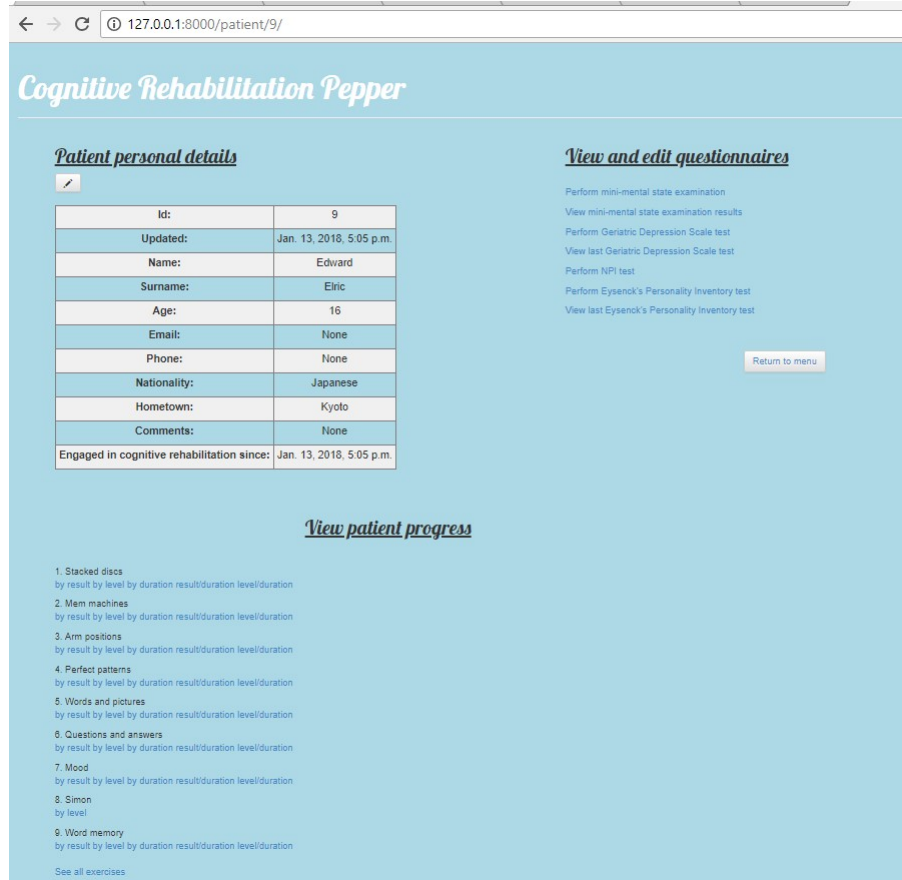 127.0.0.1:8000/patient/9/
Cognitive Rehabilitation Pepper
Patient personal details
Id: 9
Updated: Jan. 13, 2018, 5:05 p.m.
Name: Edward
Surname: Elric
Age: 16
Email: None
Phone: None
Nationality: Japanese
Hometown: Kyoto
Comments: None
Engaged in cognitive rehabilitation since: Jan. 13, 2018, 5:05 p.m.
View and edit questionnaires
Perform mini-mental state examination
View mini-mental state examination results
Perform Geriatric Depression Scale test
View last Geriatric Depression Scale test
Perform NPI test
Perform Eysenck's Personality Inventory test
View last Eysenck's Personality Inventory test
Return to menu
View patient progress
1. Stacked discs
by result by level by duration result/duration level/duration
2. Mem machines
by result by level by duration result/duration level/duration
3. Arm positions
by result by level by duration result/duration level/duration
4. Perfect patterns
by result by level by duration result/duration level/duration
5. Words and pictures
by result by level by duration result/duration level/duration
6. Questions and answers
by result by level by duration result/duration level/duration
7. Mood
by result by level by duration result/duration level/duration
8. Simon
by level
9. Word memory
by result by level by duration result/duration level/duration
See all exercises